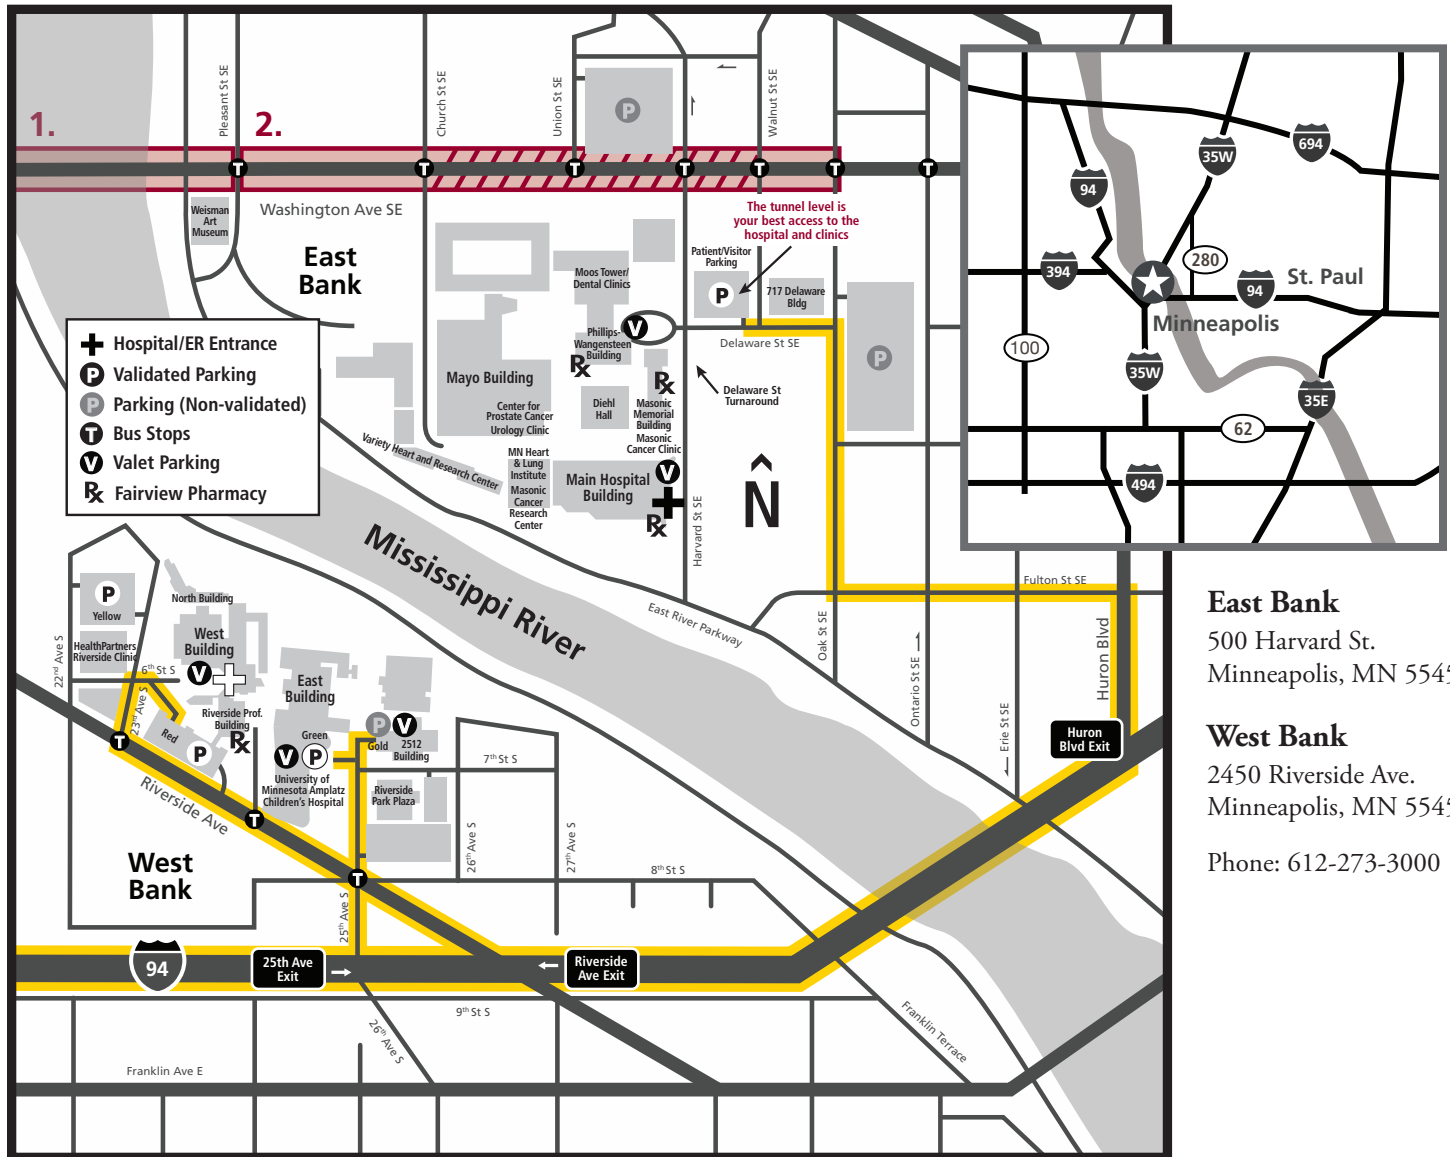 1.
2.
Pleasant St SE
Church St SE
Union St SE
Walnut St SE
P
T
T
T
T
T
T
T
Washington Ave SE
Weisman
Art
Museum
East
Bank
The tunnel level is
your best access to the
hospital and clinics
Patient/Visitor
Parking
P
717 Delaware
Bldg
Moos Tower/
Dental Clinics
Phillips-
Wangensteen
Building
V
Rx
Delaware St SE
P
Delaware St
Turnaround
Hospital/ER Entrance
P Validated Parking
P Parking (Non-validated)
T Bus Stops
V Valet Parking
Rx Fairview Pharmacy
Mayo Building
Center for
Prostate Cancer
Urology Clinic
Diehl
Hall
Rx
Masonic
Memorial
Building
Masonic
Cancer Clinic
Variety Heart and Research Center
MN Heart
& Lung
Institute
Masonic
Cancer
Research
Center
Main Hospital
Building
V
Rx
Harvard St SE
N
Mississippi River
East River Parkway
Oak St SE
Ontario St SE
Erie St SE
Fulton St SE
Huron Blvd
Huron
Blvd Exit
P
Yellow
HealthPartners
Riverside Clinic
22nd Ave S
6th St S
23rd Ave S
North Building
West
Building
V
Riverside Prof.
Building
Rx
Red
P
T
East
Building
Green
V
P
University of
Minnesota Amplatz
Children's Hospital
P
Gold
V
2512
Building
Riverside
Park Plaza
7th St S
26th Ave S
27th Ave S
8th St S
Riverside Ave
T
T
West
Bank
25th Ave S
94
25th Ave
Exit
Riverside
Ave Exit
9th St S
26th Ave S
Franklin Terrace
Franklin Ave E
694
35W
94
394
280
St. Paul
94
Minneapolis
100
35W
35E
62
494
East Bank
500 Harvard St.
Minneapolis, MN 5545
West Bank
2450 Riverside Ave.
Minneapolis, MN 5545
Phone: 612-273-3000